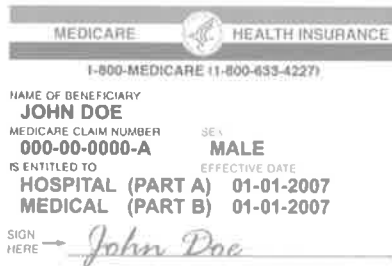 MEDICARE HEALTH INSURANCE
1-800-MEDICARE (1-800-633-4227)
NAME OF BENEFICIARY
JOHN DOE
MEDICARE CLAIM NUMBER SEX
000-00-0000-A MALE
IS ENTITLED TO EFFECTIVE DATE
HOSPITAL (PART A) 01-01-2007
MEDICAL (PART B) 01-01-2007
SIGN
HERE John Doe